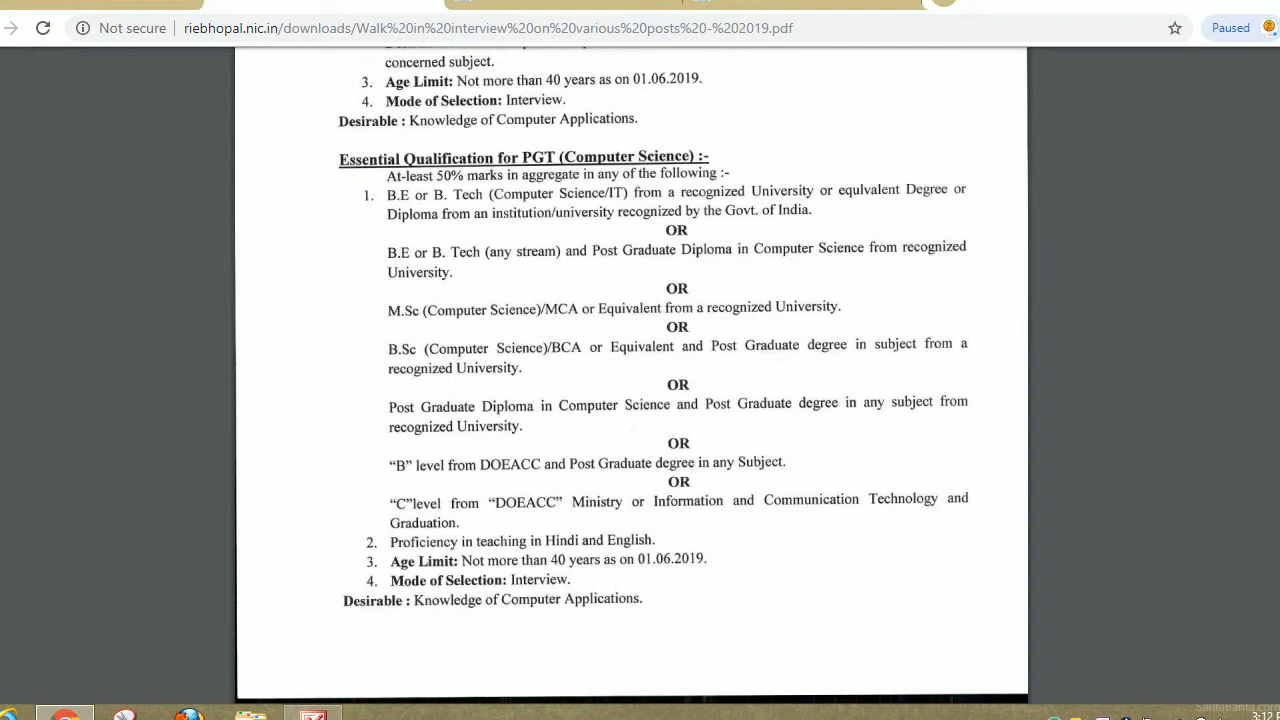 Not secure riebhopal.nic.in/downloads/Walk%20in%20interview%20on%20various%20posts%20-%202019.pdf Paused
concerned subject.
3. Age Limit: Not more than 40 years as on 01.06.2019.
4. Mode of Selection: Interview.
Desirable : Knowledge of Computer Applications.
Essential Qualification for PGT (Computer Science) :-
At-least 50% marks in aggregate in any of the following :-
1. B.E or B. Tech (Computer Science/IT) from a recognized University or equlvalent Degree or
Diploma from an institution/university recognized by the Govt. of India.
OR
B.E or B. Tech (any stream) and Post Graduate Diploma in Computer Science from recognized
University.
OR
M.Sc (Computer Science)/MCA or Equivalent from a recognized University.
OR
B.Sc (Computer Science)/BCA or Equivalent and Post Graduate degree in subject from a
recognized University.
OR
Post Graduate Diploma in Computer Science and Post Graduate degree in any subject from
recognized University.
OR
“B” level from DOEACC and Post Graduate degree in any Subject.
OR
“C”level from “DOEACC” Ministry or Information and Communication Technology and
Graduation.
2. Proficiency in teaching in Hindi and English.
3. Age Limit: Not more than 40 years as on 01.06.2019.
4. Mode of Selection: Interview.
Desirable : Knowledge of Computer Applications.
SantaBanta.com
3:12